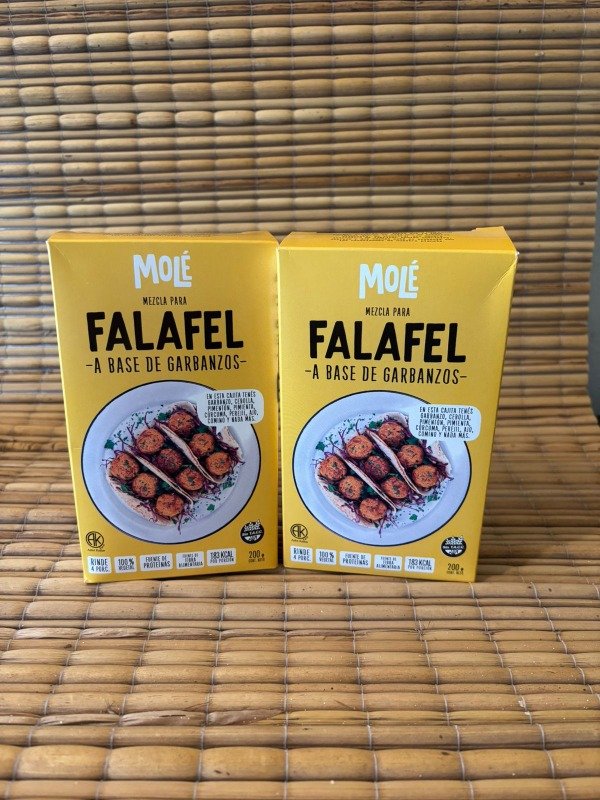 MOLÉ
MEZCLA PARA
FALAFEL
-A BASE DE GARBANZOS-
EN ESTA CAJITA TENÉS
GARBANZO, CEBOLLA,
PIMENTÓN, PIMIENTA,
CÚRCUMA, PEREJIL, AJO,
COMINO Y NADA MÁS.
RINDE
4 PORC.
100%
VEGETAL
FUENTE DE
PROTEÍNAS
FUENTE DE
FIBRA
ALIMENTARIA
183 KCAL
POR PORCIÓN
200 g
CONT. NETO
MOLÉ
MEZCLA PARA
FALAFEL
-A BASE DE GARBANZOS-
EN ESTA CAJITA TENÉS
GARBANZO, CEBOLLA,
PIMENTÓN, PIMIENTA,
CÚRCUMA, PEREJIL, AJO,
COMINO Y NADA MÁS.
RINDE
4 PORC.
100%
VEGETAL
FUENTE DE
PROTEÍNAS
FUENTE DE
FIBRA
ALIMENTARIA
183 KCAL
POR PORCIÓN
200 g
CONT. NETO